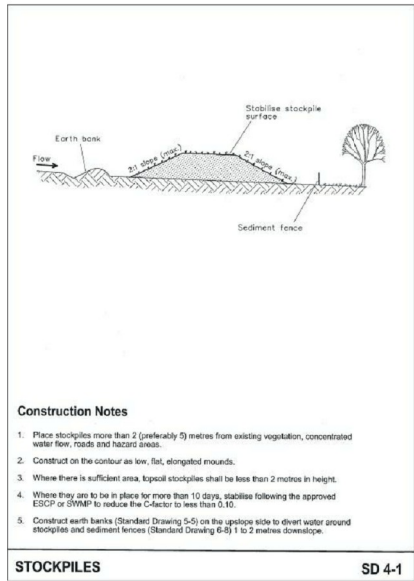 Stabilise stockpile
surface
Earth bank
Flow
2:1 slope (max.)
2:1 slope (max.)
Sediment fence
Construction Notes
1. Place stockpiles more than 2 (preferably 5) metres from existing vegetation, concentrated
water flow, roads and hazard areas.
2. Construct on the contour as low, flat, elongated mounds.
3. Where there is sufficient area, topsoil stockpiles shall be less than 2 metres in height.
4. Where they are to be in place for more than 10 days, stabilise following the approved
ESCP or SWMP to reduce the C-factor to less than 0.10.
5. Construct earth banks (Standard Drawing 5-5) on the upslope side to divert water around
stockpiles and sediment fences (Standard Drawing 6-8) 1 to 2 metres downslope.
STOCKPILES SD 4-1